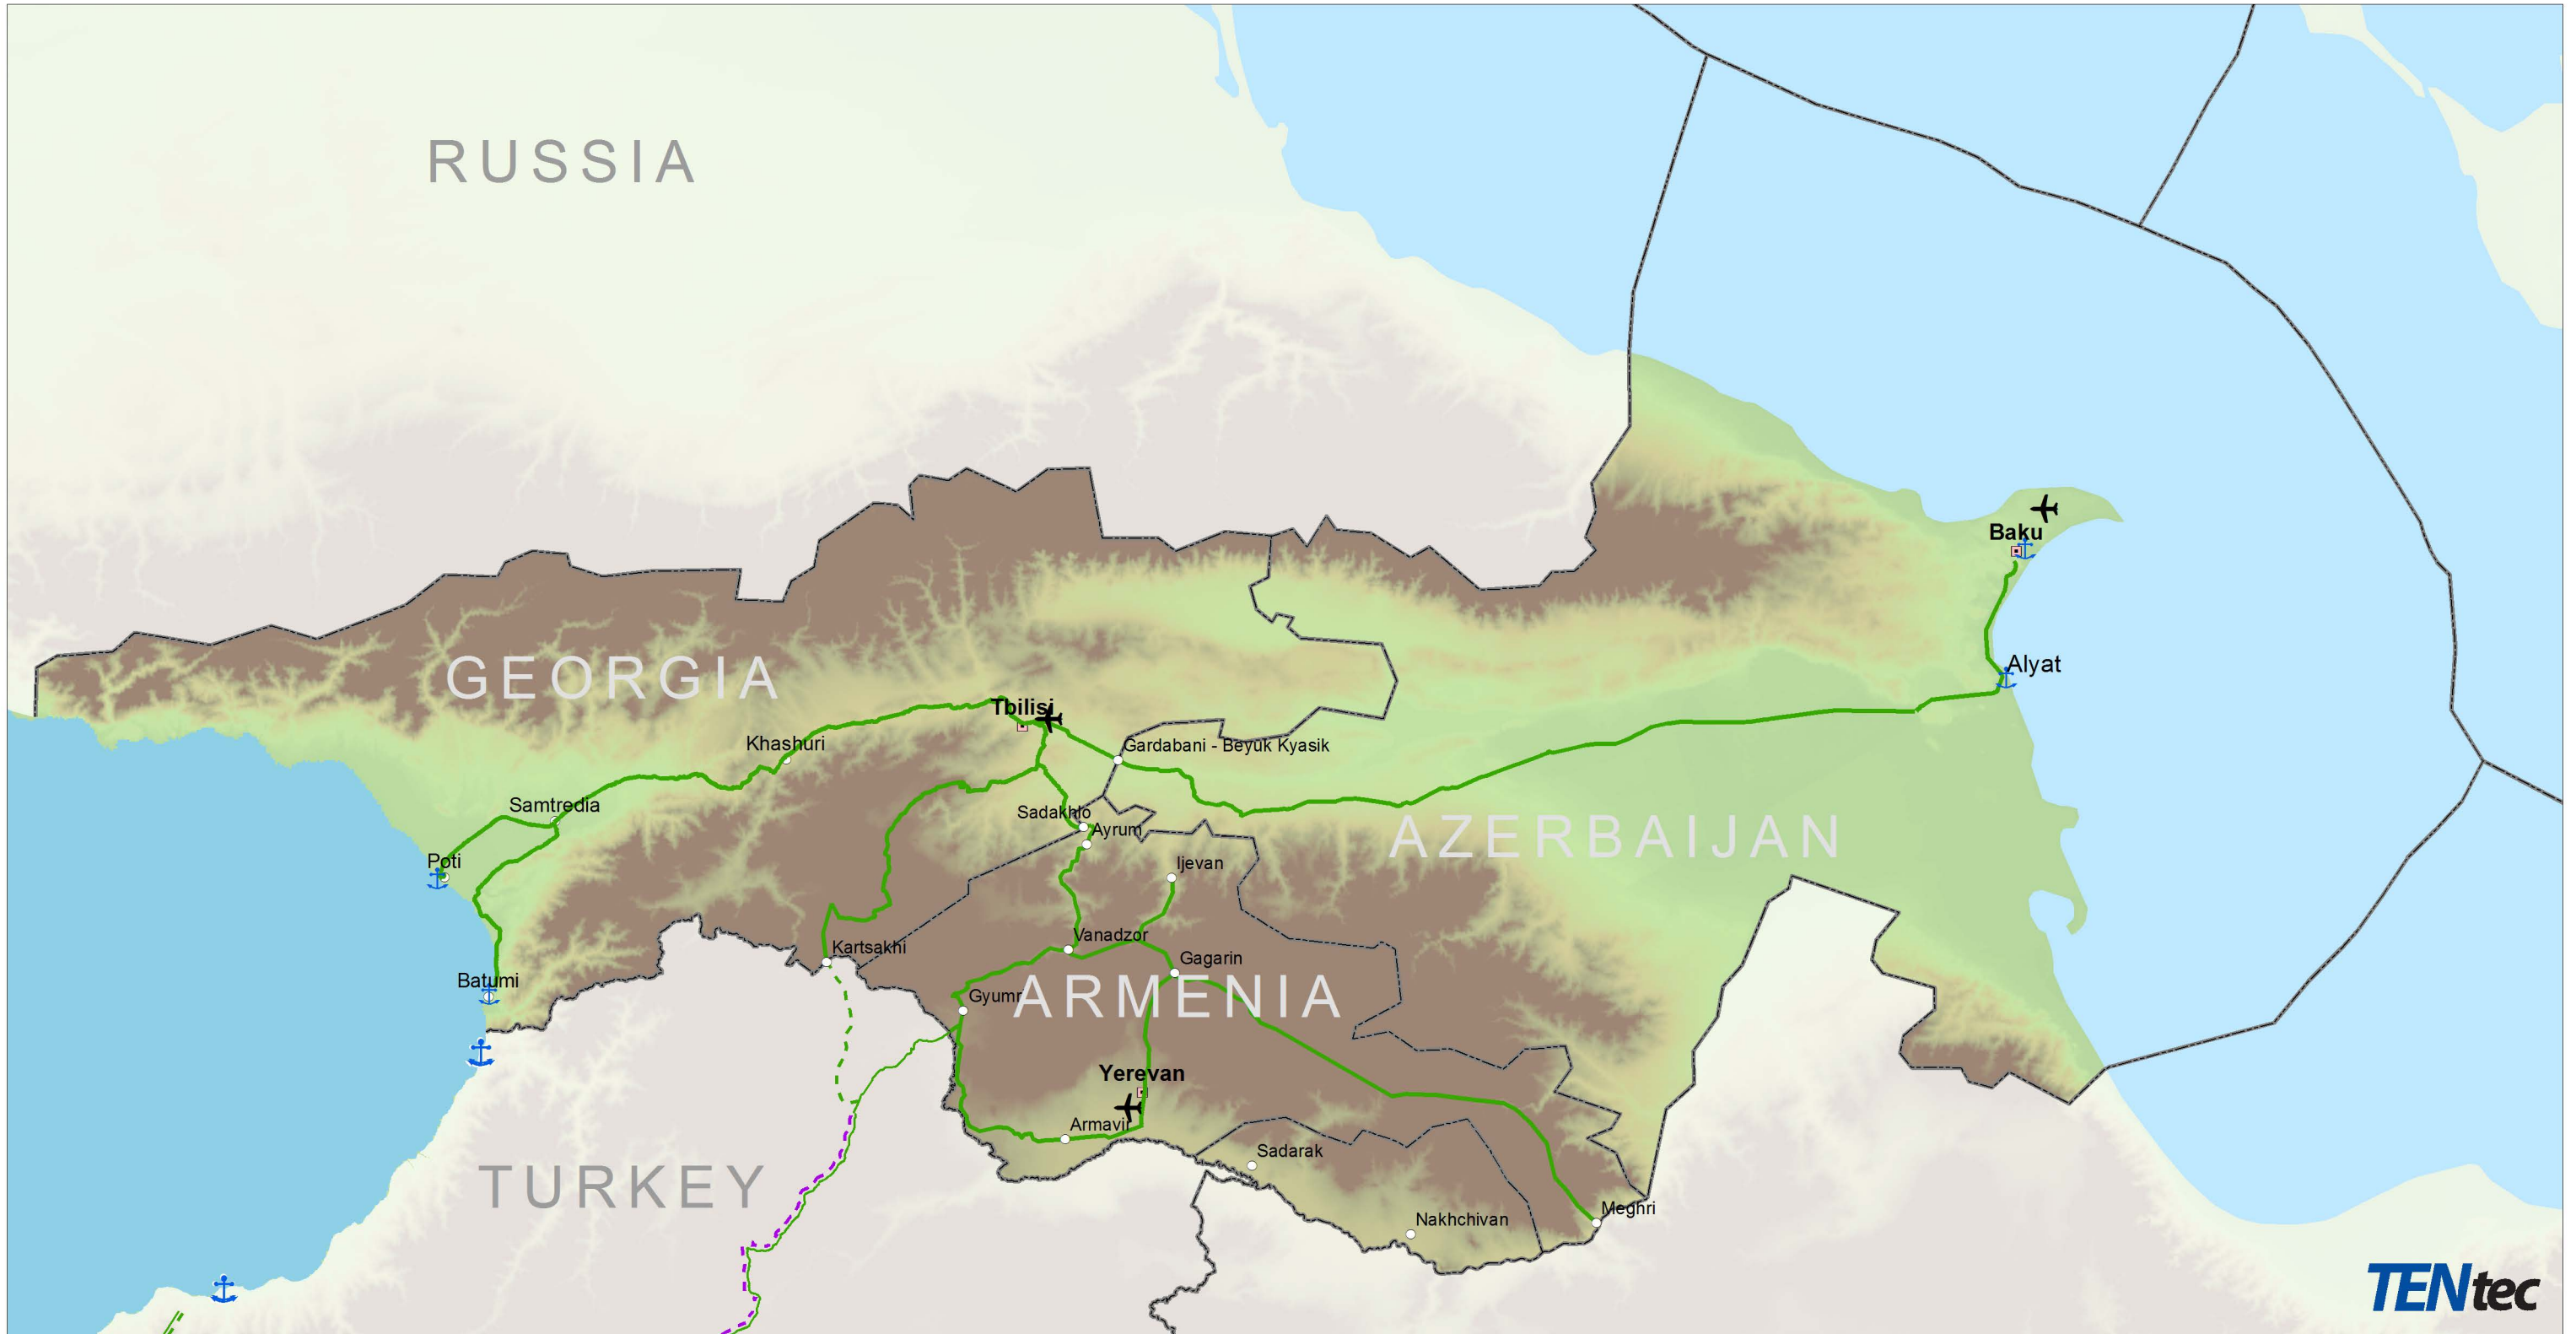 RUSSIA
Baku
GEORGIA
Alyat
Tbilisi
Khashuri
Gardabani - Beyuk Kyasik
Samtredia
Sadakhlo
Ayrum
AZERBAIJAN
Poti
Ijevan
Vanadzor
Kartsakhi
Gagarin
Batumi
Gyumr
ARMENIA
Yerevan
Armavir
Sadarak
TURKEY
Meghri
Nakhchivan
TENtec